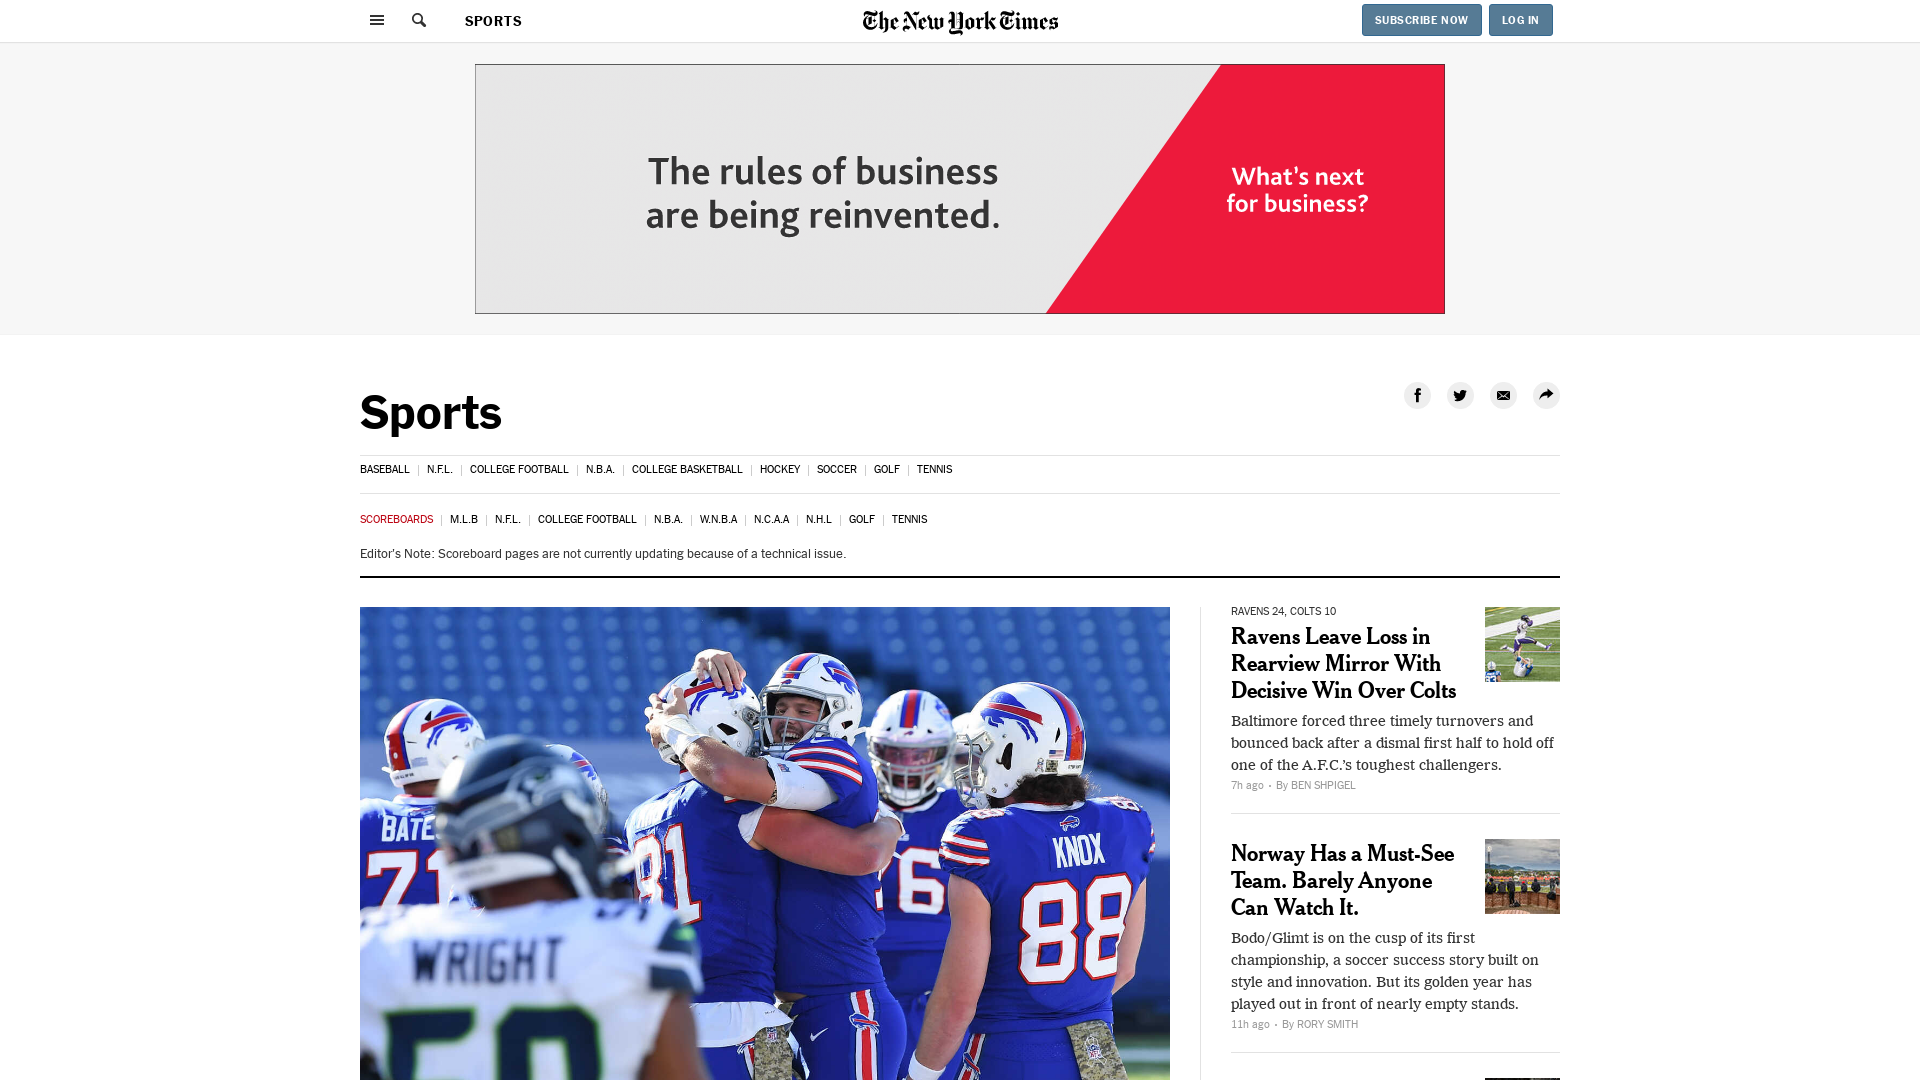 SPORTS
The New York Times
SUBSCRIBE NOW
LOG IN
The rules of business
are being reinvented.
What's next
for business?
Sports
BASEBALL | N.F.L. | COLLEGE FOOTBALL | N.B.A. | COLLEGE BASKETBALL | HOCKEY | SOCCER | GOLF | TENNIS
SCOREBOARDS | M.L.B | N.F.L. | COLLEGE FOOTBALL | N.B.A. | W.N.B.A | N.C.A.A | N.H.L | GOLF | TENNIS
Editor's Note: Scoreboard pages are not currently updating because of a technical issue.
BATE
71
81
76
KNOX
88
WRIGHT
50
RAVENS 24, COLTS 10
Ravens Leave Loss in
Rearview Mirror With
Decisive Win Over Colts
Baltimore forced three timely turnovers and
bounced back after a dismal first half to hold off
one of the A.F.C.'s toughest challengers.
7h ago • By BEN SHPIGEL
Norway Has a Must-See
Team. Barely Anyone
Can Watch It.
Bodo/Glimt is on the cusp of its first
championship, a soccer success story built on
style and innovation. But its golden year has
played out in front of nearly empty stands.
11h ago • By RORY SMITH